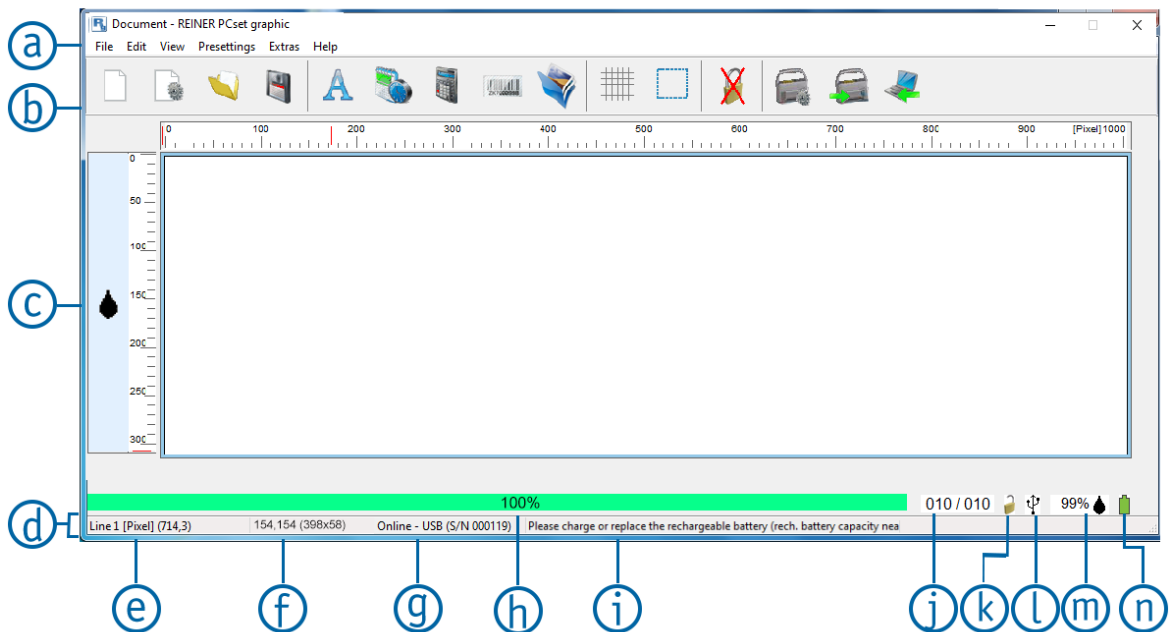 Document - REINER PCset graphic
File Edit View Presettings Extras Help
a
b
0 100 200 300 400 500 600 700 800 900 [Pixel] 1000
0
50
100
150
c
200
250
300
100%
010 / 010 99%
d
Line 1 [Pixel] (714,3) 154,154 (398x58) Online - USB (S/N 000119) Please charge or replace the rechargeable battery (rech. battery capacity nea
e f g h i j k l m n